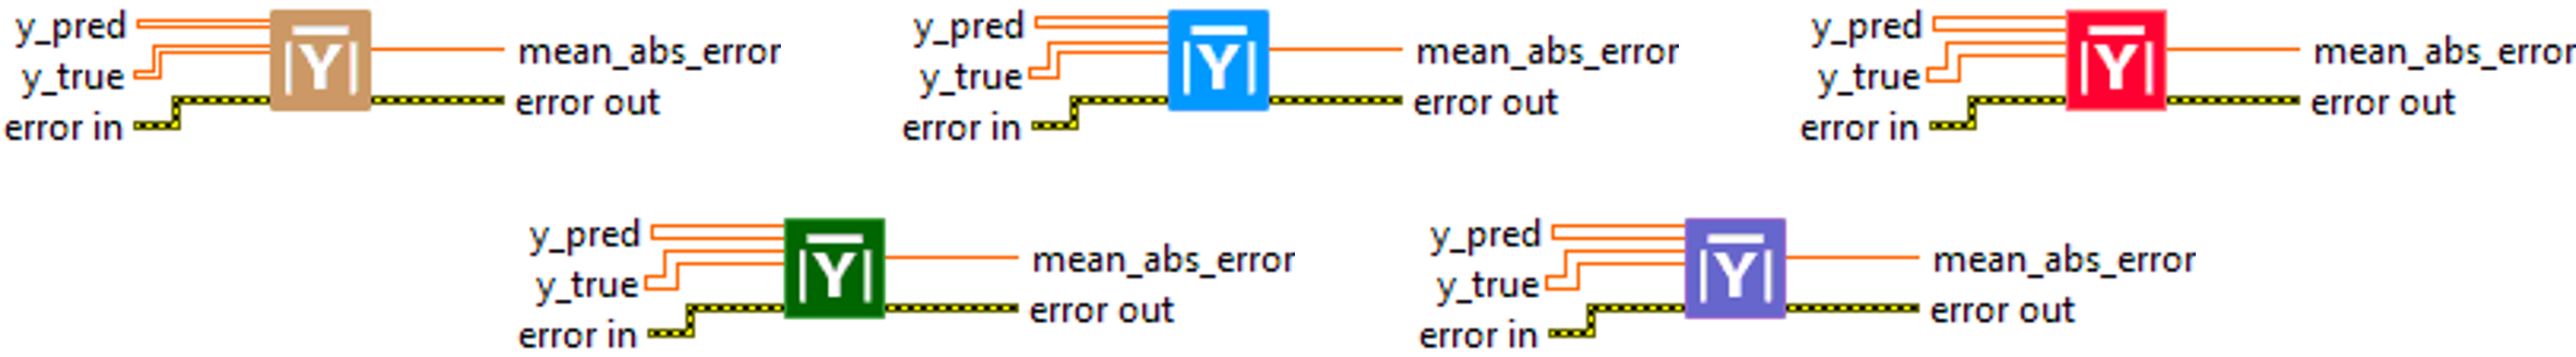 y_pred
|Y|
mean_abs_error
y_true
error out
error in
y_pred
|Y|
mean_abs_error
y_true
error out
error in
y_pred
|Y|
mean_abs_error
y_true
error out
error in
y_pred
|Y|
mean_abs_error
y_true
error out
error in
y_pred
|Y|
mean_abs_error
y_true
error out
error in